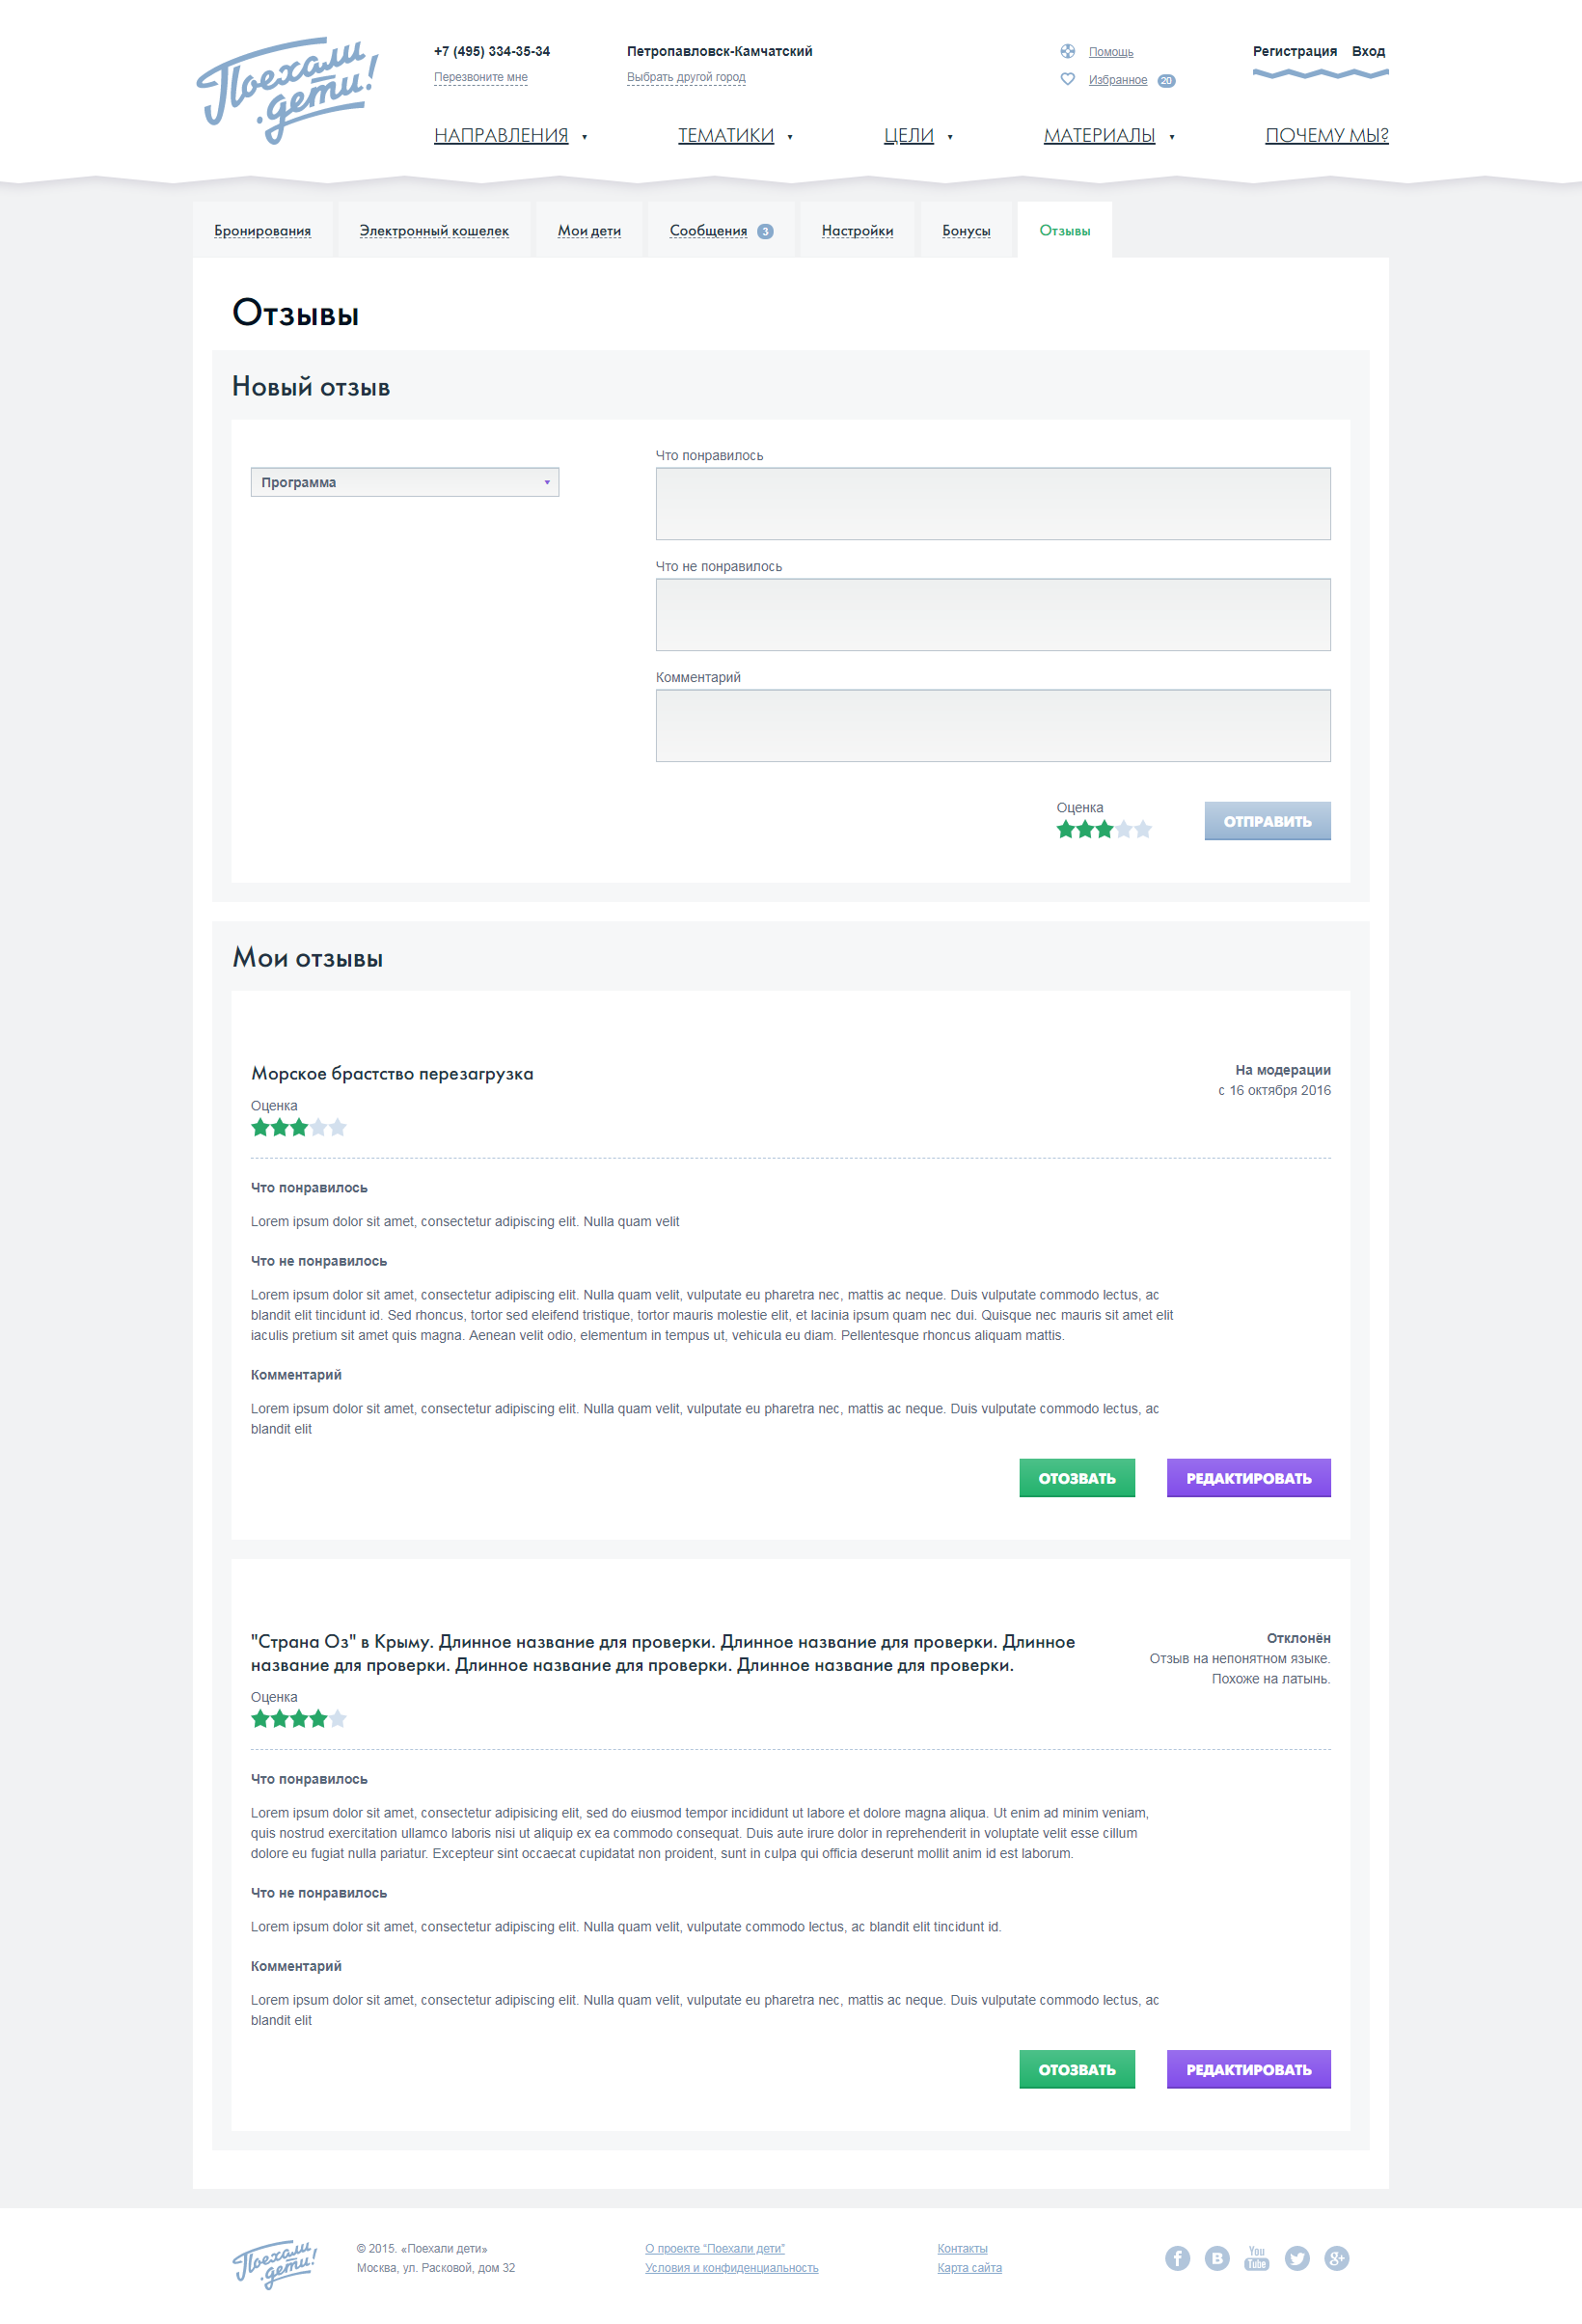 Поехали
.дети!
+7 (495) 334-35-34
Перезвоните мне
Петропавловск-Камчатский
Выбрать другой город
Помощь
Избранное 20
Регистрация Вход
НАПРАВЛЕНИЯ ТЕМАТИКИ ЦЕЛИ МАТЕРИАЛЫ ПОЧЕМУ МЫ?
Бронирования Электронный кошелек Мои дети Сообщения 3 Настройки Бонусы Отзывы
Отзывы
Новый отзыв
Программа
Что понравилось
Что не понравилось
Комментарий
Оценка
ОТПРАВИТЬ
Мои отзывы
Морское брастство перезагрузка
На модерации
с 16 октября 2016
Оценка
Что понравилось
Lorem ipsum dolor sit amet, consectetur adipiscing elit. Nulla quam velit
Что не понравилось
Lorem ipsum dolor sit amet, consectetur adipiscing elit. Nulla quam velit, vulputate eu pharetra nec, mattis ac neque. Duis vulputate commodo lectus, ac
blandit elit tincidunt id. Sed rhoncus, tortor sed eleifend tristique, tortor mauris molestie elit, et lacinia ipsum quam nec dui. Quisque nec mauris sit amet elit
iaculis pretium sit amet quis magna. Aenean velit odio, elementum in tempus ut, vehicula eu diam. Pellentesque rhoncus aliquam mattis.
Комментарий
Lorem ipsum dolor sit amet, consectetur adipiscing elit. Nulla quam velit, vulputate eu pharetra nec, mattis ac neque. Duis vulputate commodo lectus, ac
blandit elit
ОТОЗВАТЬ РЕДАКТИРОВАТЬ
"Страна Оз" в Крыму. Длинное название для проверки. Длинное название для проверки. Длинное
название для проверки. Длинное название для проверки. Длинное название для проверки.
Отклонён
Отзыв на непонятном языке.
Похоже на латынь.
Оценка
Что понравилось
Lorem ipsum dolor sit amet, consectetur adipisicing elit, sed do eiusmod tempor incididunt ut labore et dolore magna aliqua. Ut enim ad minim veniam,
quis nostrud exercitation ullamco laboris nisi ut aliquip ex ea commodo consequat. Duis aute irure dolor in reprehenderit in voluptate velit esse cillum
dolore eu fugiat nulla pariatur. Excepteur sint occaecat cupidatat non proident, sunt in culpa qui officia deserunt mollit anim id est laborum.
Что не понравилось
Lorem ipsum dolor sit amet, consectetur adipiscing elit. Nulla quam velit, vulputate commodo lectus, ac blandit elit tincidunt id.
Комментарий
Lorem ipsum dolor sit amet, consectetur adipiscing elit. Nulla quam velit, vulputate eu pharetra nec, mattis ac neque. Duis vulputate commodo lectus, ac
blandit elit
ОТОЗВАТЬ РЕДАКТИРОВАТЬ
Поехали
.дети!
© 2015. «Поехали дети»
Москва, ул. Расковой, дом 32
О проекте “Поехали дети”
Условия и конфиденциальность
Контакты
Карта сайта
f B You Tube g+